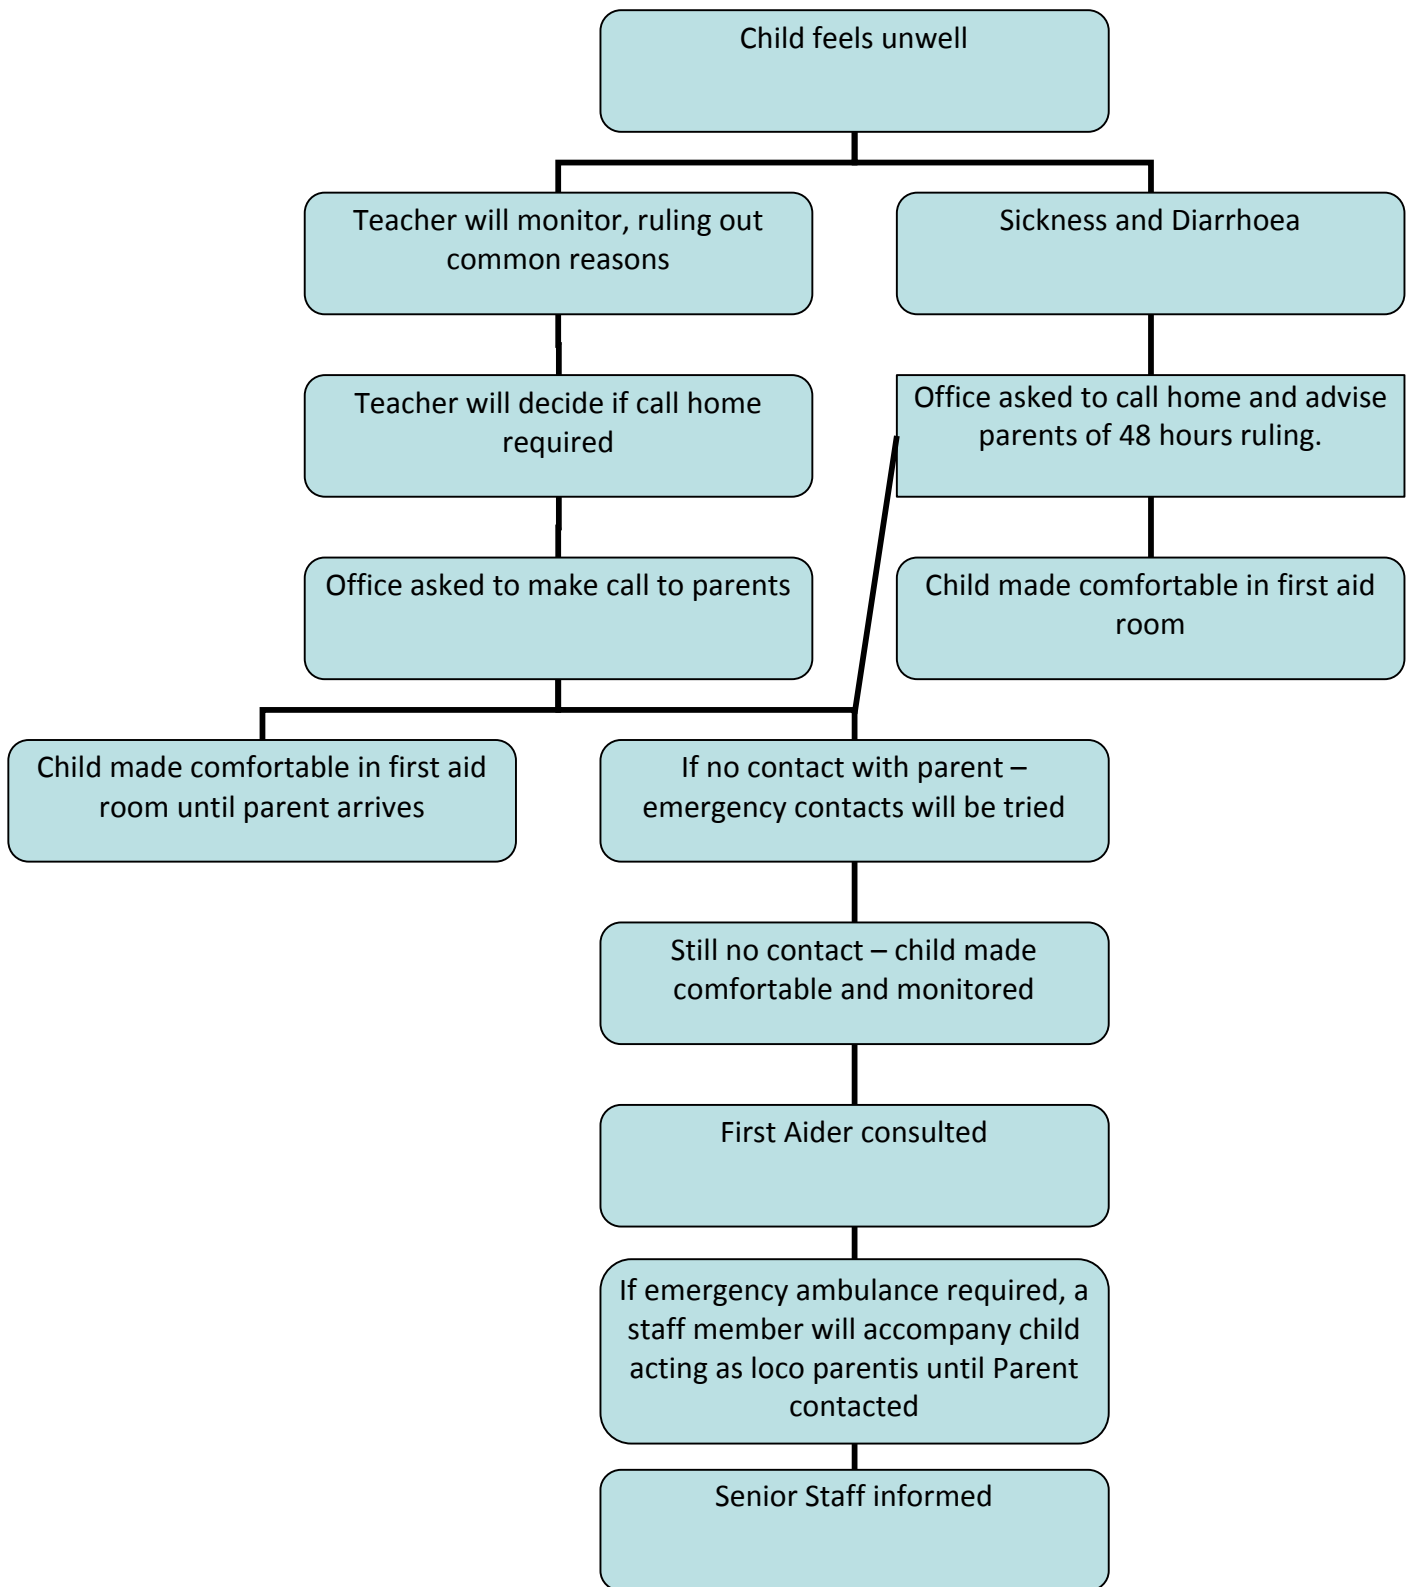 Child feels unwell
Teacher will monitor, ruling out
common reasons
Sickness and Diarrhoea
Teacher will decide if call home
required
Office asked to call home and advise
parents of 48 hours ruling.
Office asked to make call to parents
Child made comfortable in first aid
room
Child made comfortable in first aid
room until parent arrives
If no contact with parent –
emergency contacts will be tried
Still no contact – child made
comfortable and monitored
First Aider consulted
If emergency ambulance required, a
staff member will accompany child
acting as loco parentis until Parent
contacted
Senior Staff informed